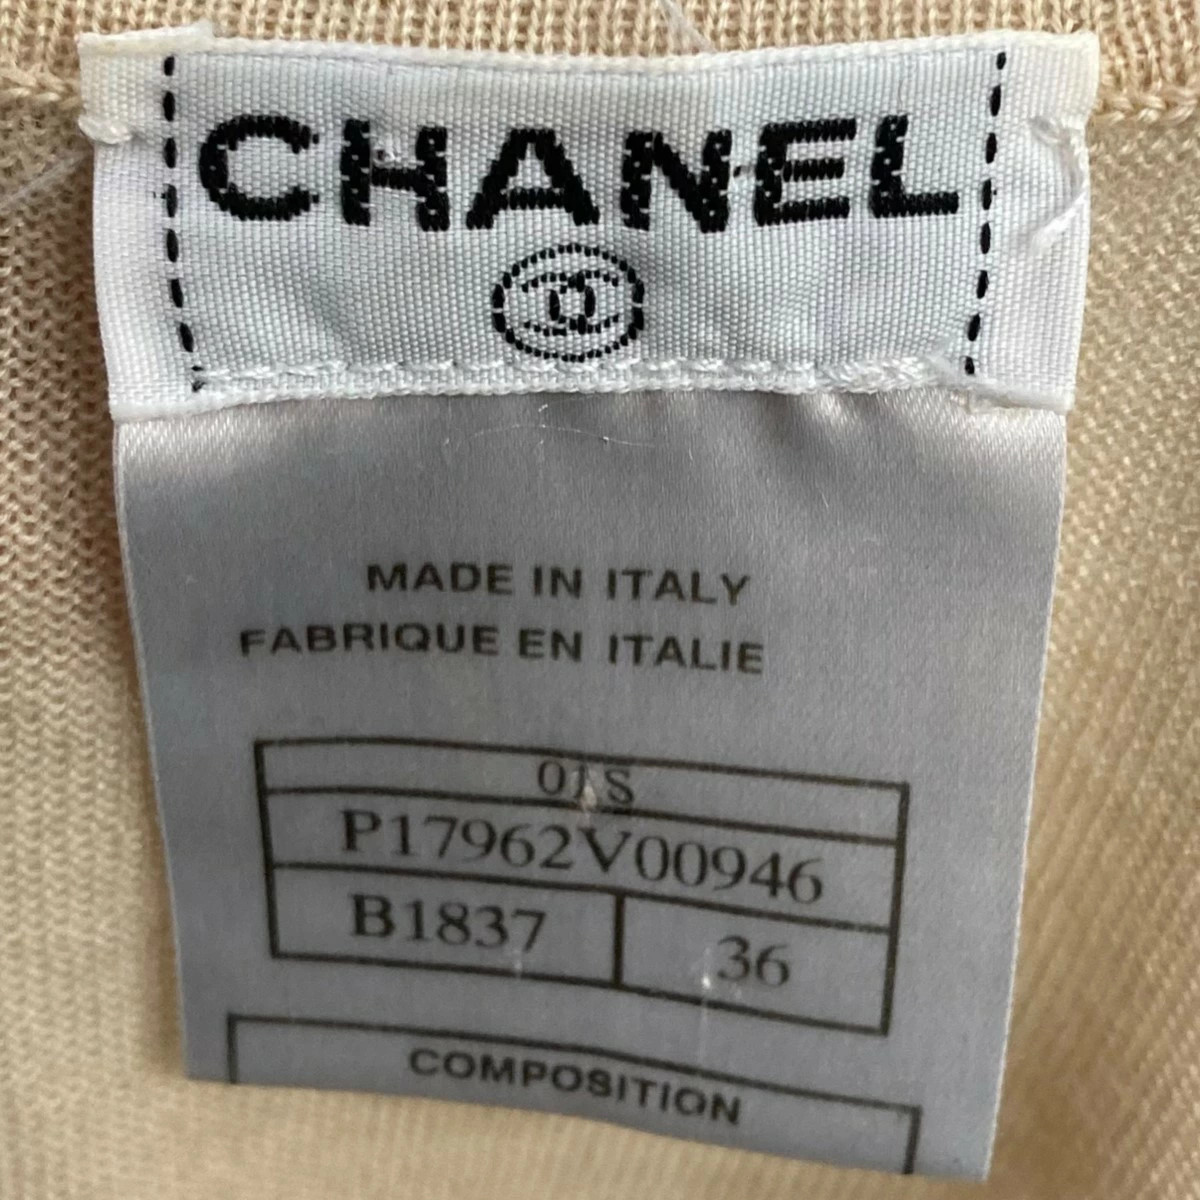 CHANEL
MADE IN ITALY
FABRIQUE EN ITALIE
01S
P17962V00946
B1837 36
COMPOSITION